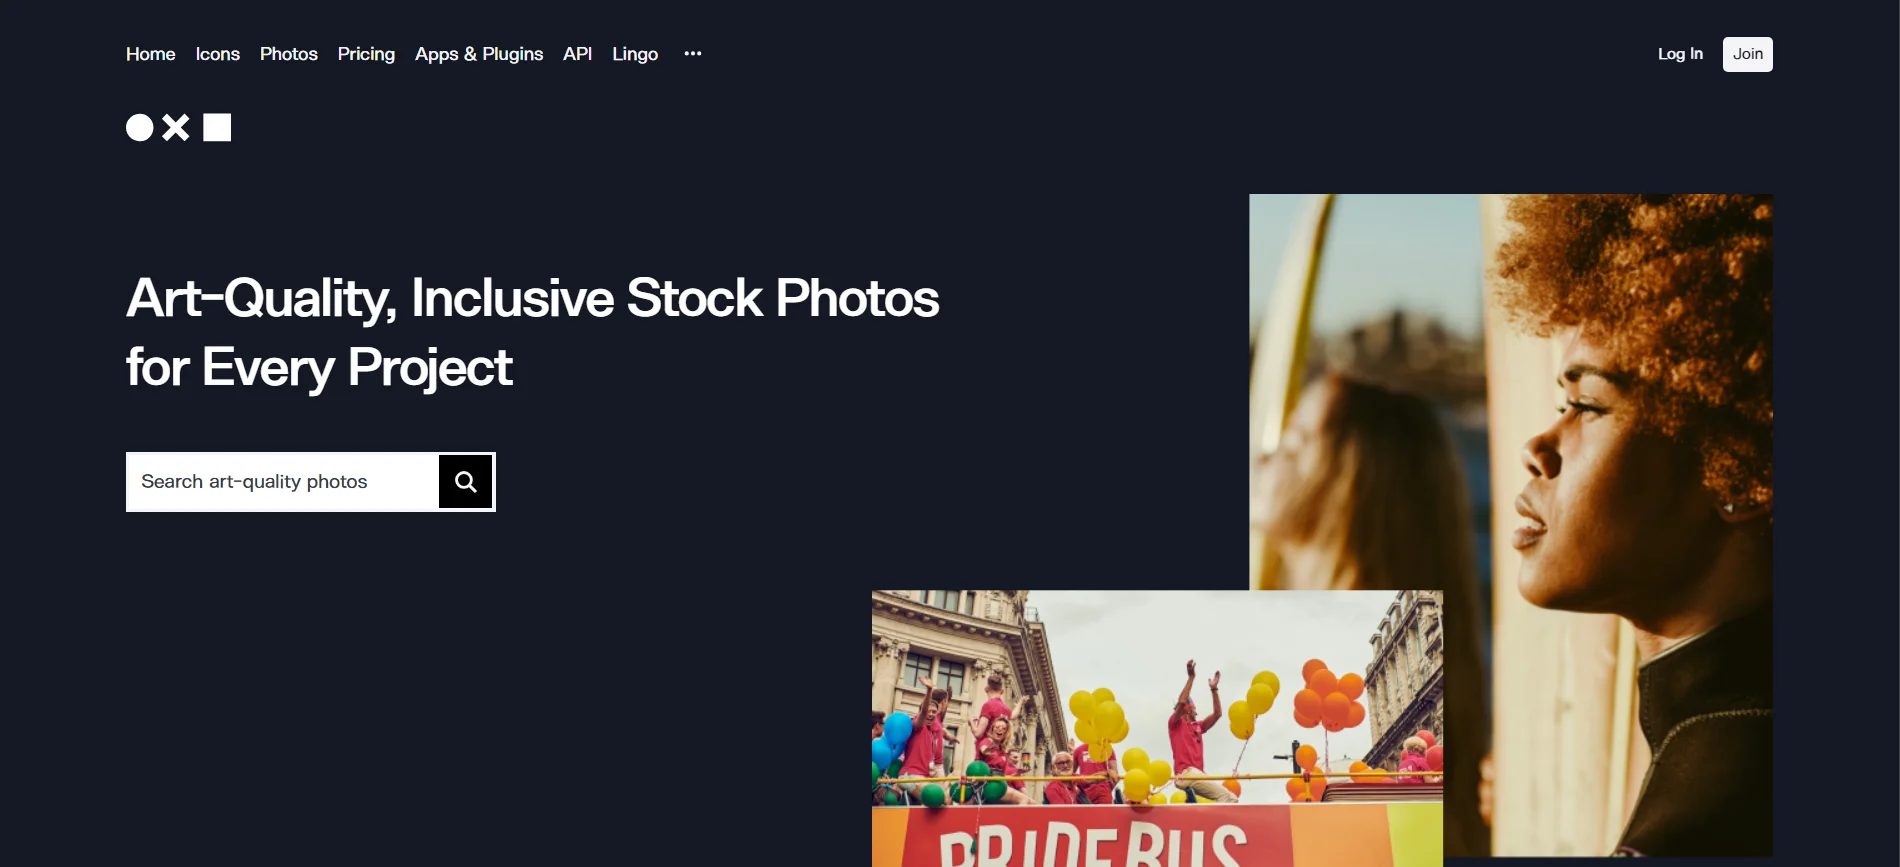 Home Icons Photos Pricing Apps & Plugins API Lingo ••• Log In Join
Art-Quality, Inclusive Stock Photos
for Every Project
Search art-quality photos
PRIDE BUS